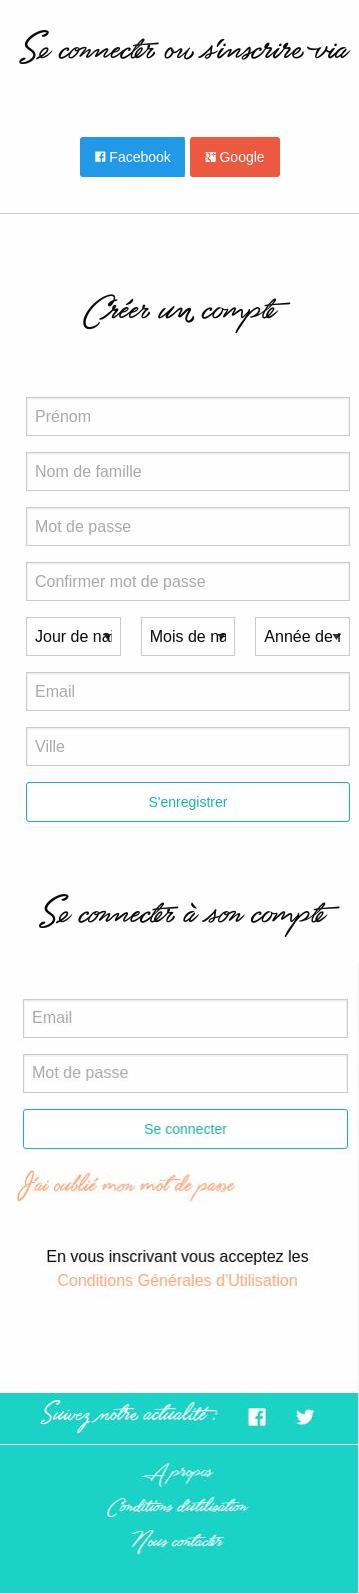 Se connecter ou s'inscrire via
Facebook Google
Créer un compte
Prénom
Nom de famille
Mot de passe
Confirmer mot de passe
Jour de nai Mois de na Année de
Email
Ville
S'enregistrer
Se connecter à son compte
Email
Mot de passe
Se connecter
J'ai oublié mon mot de passe
En vous inscrivant vous acceptez les
Conditions Générales d'Utilisation
Suivez notre actualité :
A propos
Conditions d'utilisation
Nous contacter